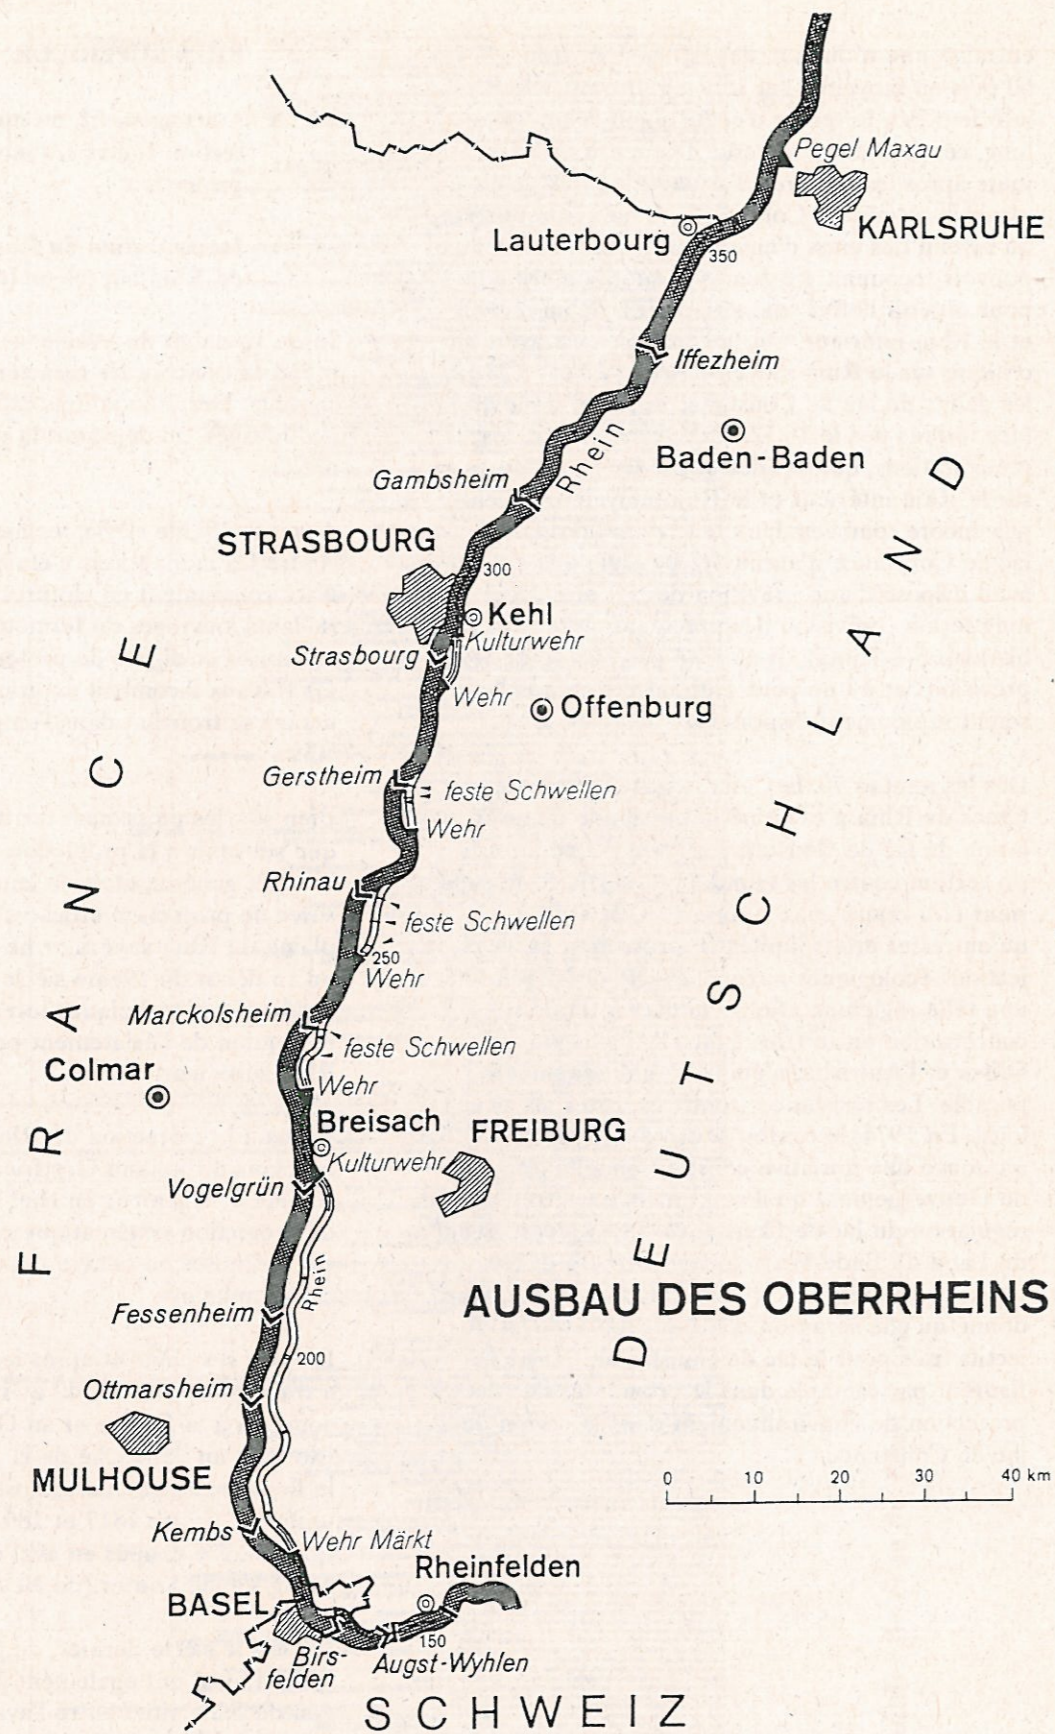 Pegel Maxau
KARLSRUHE
Lauterbourg
350
Iffezheim
Rhein
Baden-Baden
Gambsheim
STRASBOURG
300
Kehl
Kulturwehr
Strasbourg
Wehr
Offenburg
Gerstheim
feste Schwellen
Wehr
Rhinau
feste Schwellen
250
Wehr
Marckolsheim
feste Schwellen
Colmar
Wehr
Breisach
FREIBURG
Kulturwehr
Vogelgrün
Rhein
FRANCE
DEUTSCHLAND
AUSBAU DES OBERRHEINS
Fessenheim
200
Ottmarsheim
MULHOUSE
0 10 20 30 40 km
Kembs
Wehr Märkt
Rheinfelden
BASEL
150
Birs-
felden
Augst-Wyhlen
SCHWEIZ